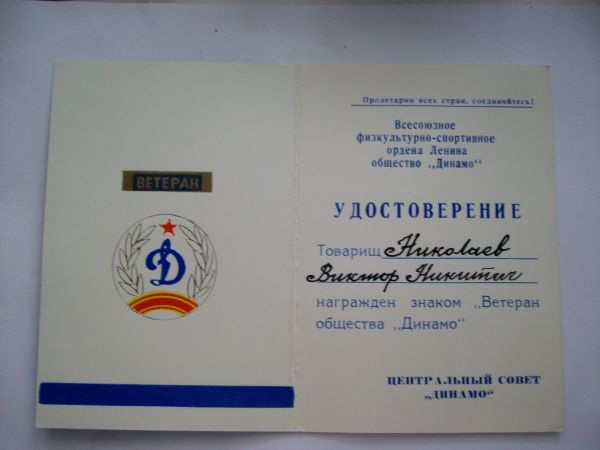 ВЕТЕРАН
Д
Пролетарии всех стран, соединяйтесь!
Всесоюзное
физкультурно-спортивное
ордена Ленина
общество „Динамо“
УДОСТОВЕРЕНИЕ
Товарищ Николаев
Виктор Никитич
награжден знаком „Ветеран
общества „Динамо“
ЦЕНТРАЛЬНЫЙ СОВЕТ
„ДИНАМО“